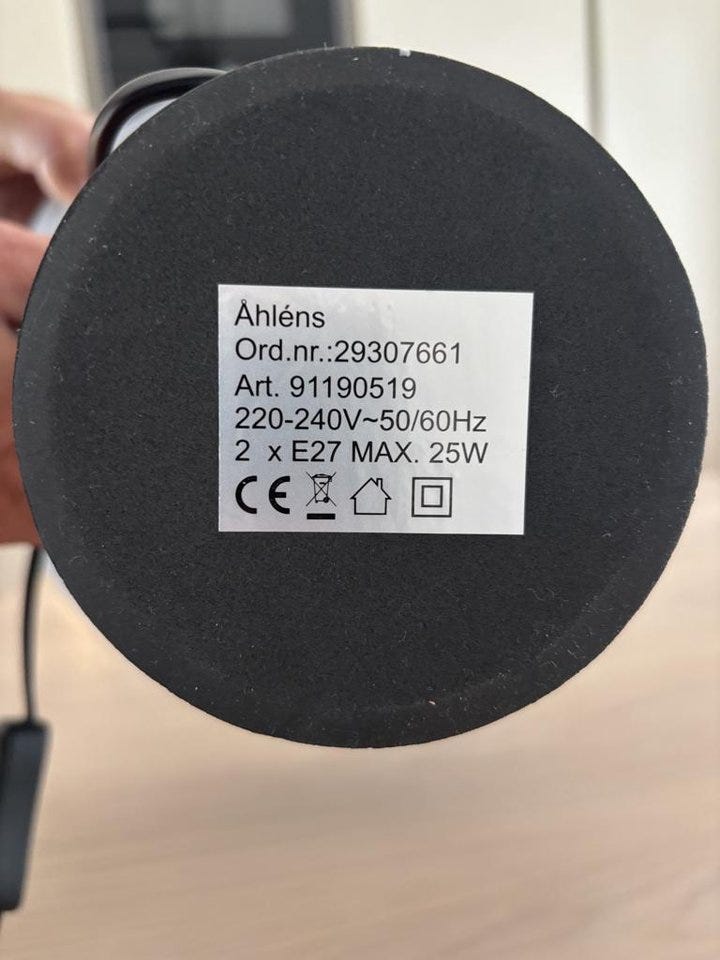 Åhléns
Ord.nr.:29307661
Art. 91190519
220-240V~50/60Hz
2 x E27 MAX. 25W
CE